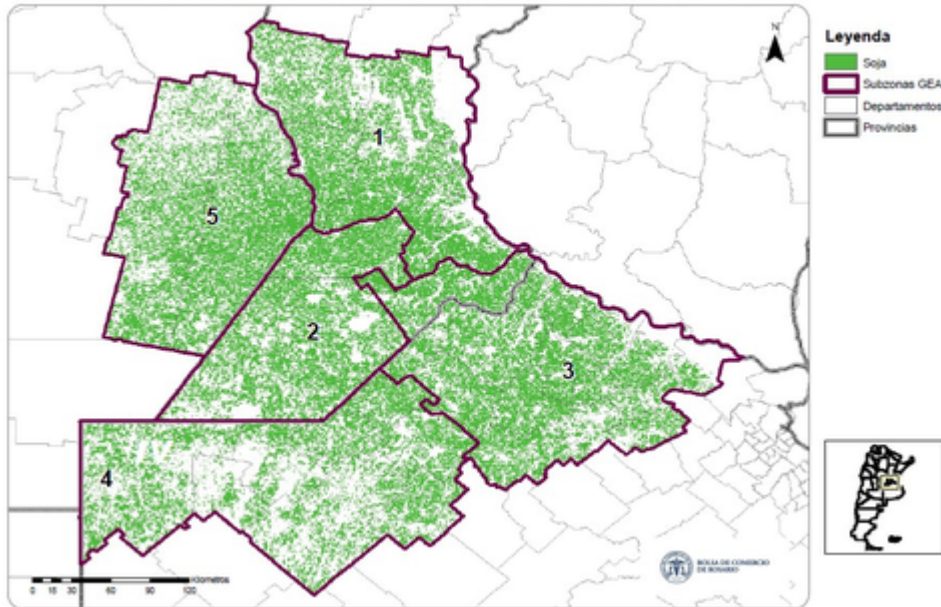 N
Leyenda
Soja
Subzonas GEA
Departamentos
Provincias
1
5
2
3
4
0 15 30 60 90 120
Kilometros
BOLSA DE COMERCIO
DE ROSARIO